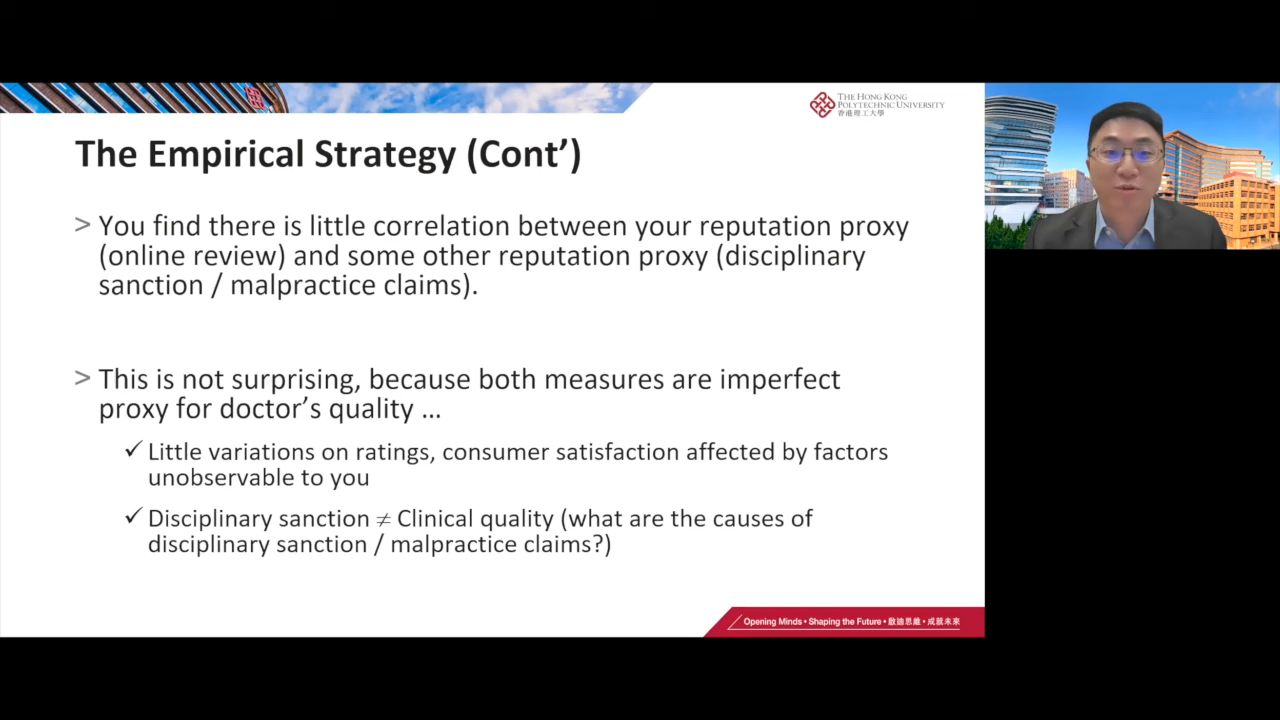 THE HONG KONG
POLYTECHNIC UNIVERSITY
香港理工大學
The Empirical Strategy (Cont’)
> You find there is little correlation between your reputation proxy
(online review) and some other reputation proxy (disciplinary
sanction / malpractice claims).
> This is not surprising, because both measures are imperfect
proxy for doctor’s quality …
✓ Little variations on ratings, consumer satisfaction affected by factors
unobservable to you
✓ Disciplinary sanction ≠ Clinical quality (what are the causes of
disciplinary sanction / malpractice claims?)
Opening Minds • Shaping the Future • 啟迪思維 • 成就未來